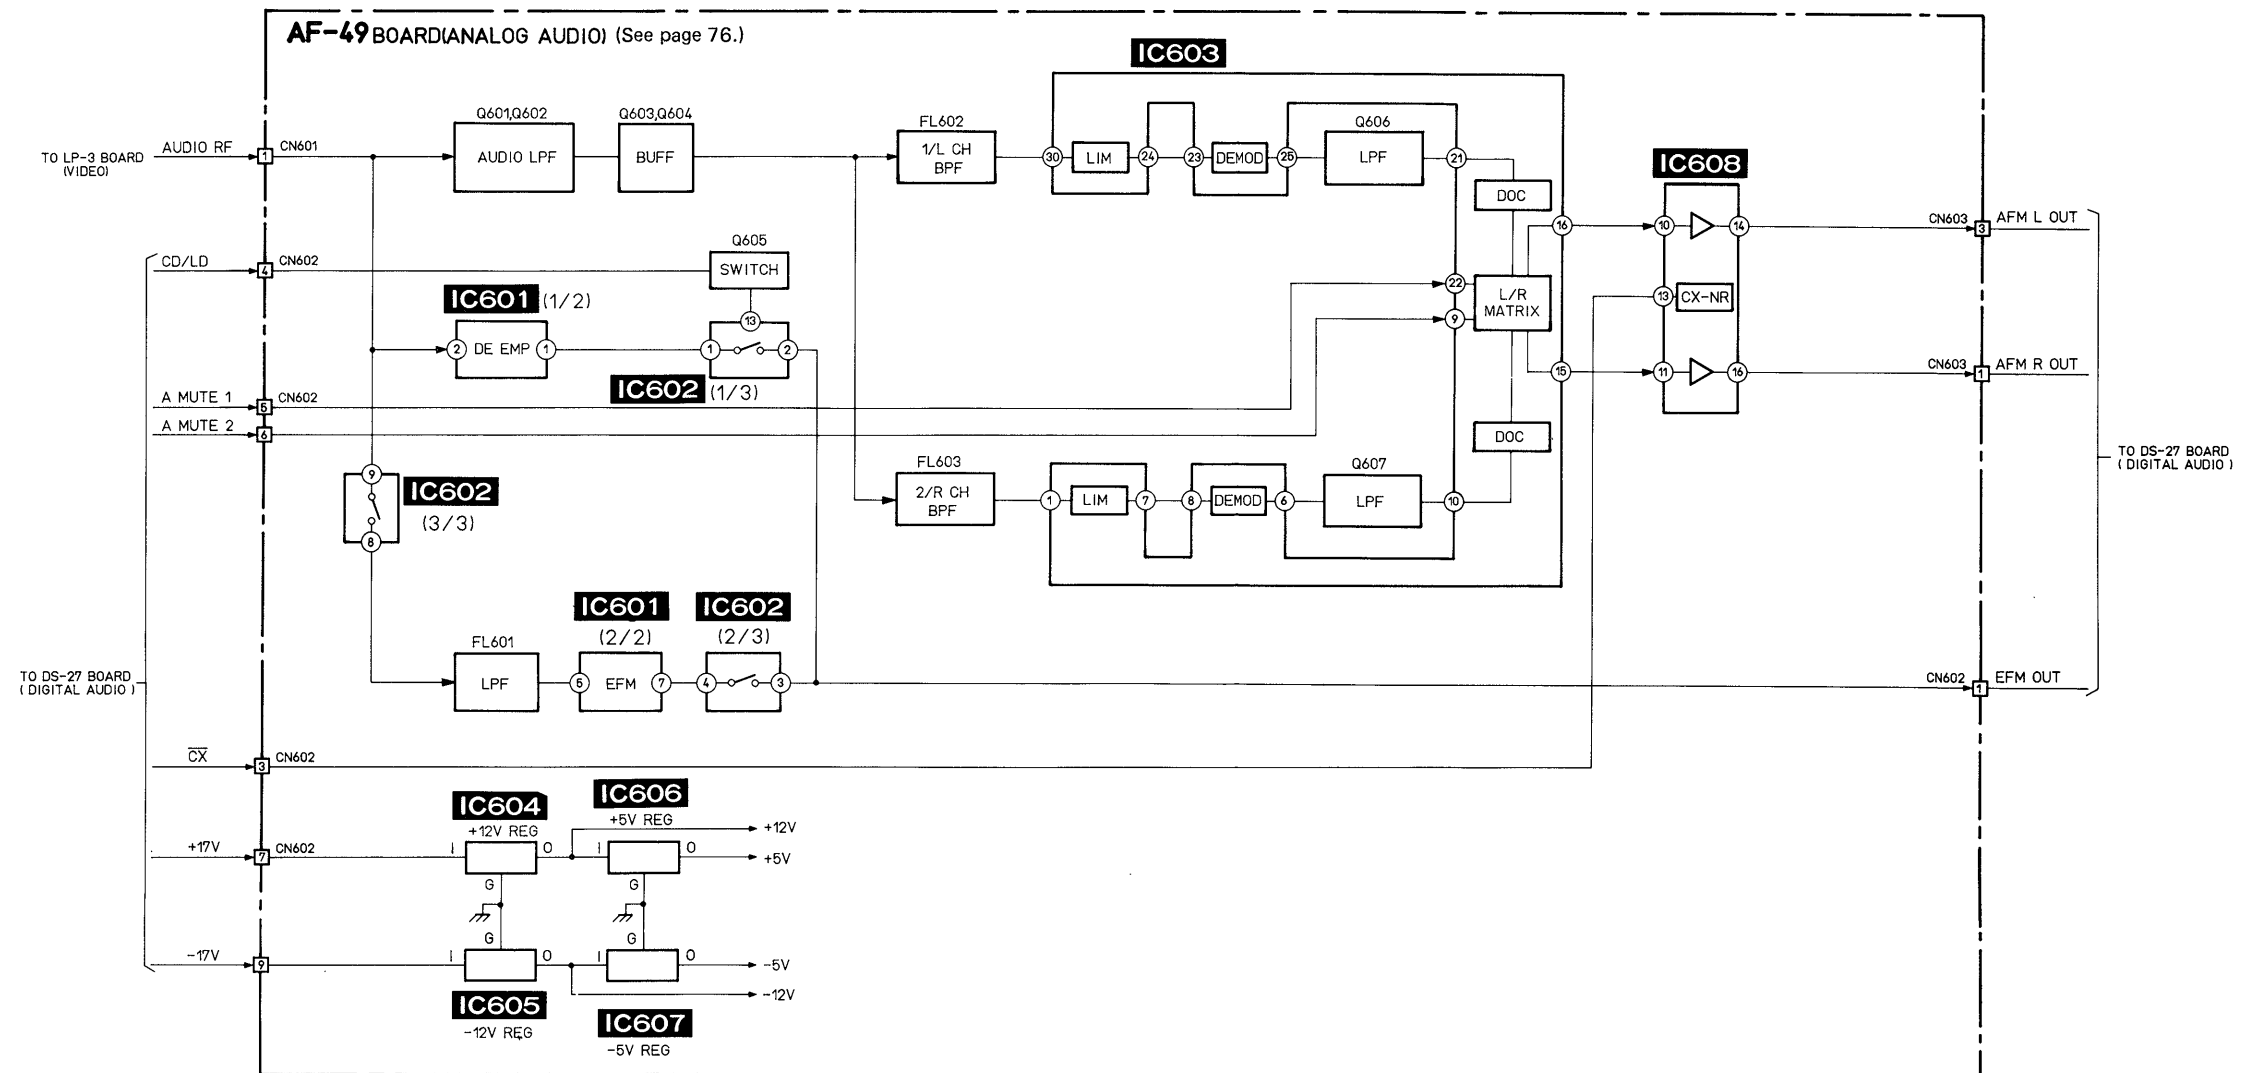 AF-49 BOARD(ANALOG AUDIO) (See page 76.)
IC603
Q601,Q602
Q603,Q604
FL602
Q606
TO LP-3 BOARD
(VIDEO)
AUDIO RF
1
CN601
AUDIO LPF
BUFF
1/L CH
BPF
30
LIM
24
23
DEMOD
25
LPF
21
IC608
DOC
16
10
14
CN603
3
AFM L OUT
Q605
CD/LD
4
CN602
SWITCH
22
L/R
MATRIX
9
13
CX-NR
IC601 (1/2)
13
2
DE EMP
1
1
2
IC602 (1/3)
15
11
16
CN603
1
AFM R OUT
A MUTE 1
5
CN602
A MUTE 2
6
DOC
TO DS-27 BOARD
( DIGITAL AUDIO )
9
IC602
(3/3)
8
FL603
2/R CH
BPF
1
LIM
7
8
DEMOD
6
Q607
LPF
10
IC601
(2/2)
IC602
(2/3)
FL601
TO DS-27 BOARD
( DIGITAL AUDIO )
LPF
5
EFM
7
4
3
CN602
1
EFM OUT
CX
3
CN602
IC604
+12V REG
IC606
+5V REG
+12V
+17V
7
CN602
I
O
I
O
+5V
G
G
G
G
-17V
9
I
O
I
O
-5V
-12V
IC605
-12V REG
IC607
-5V REG